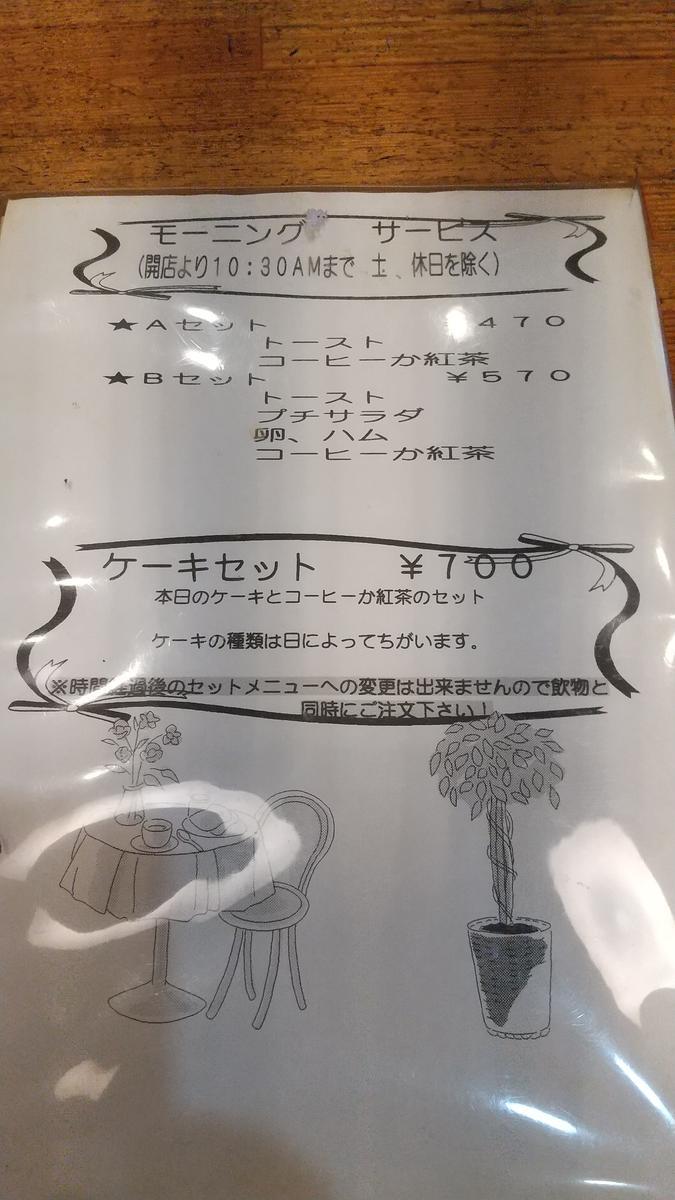 モーニング サービス
(開店より10:30AMまで 土、休日を除く)
★Aセット ¥470
トースト
コーヒーか紅茶
★Bセット ¥570
トースト
プチサラダ
卵、ハム
コーヒーか紅茶
ケーキセット ¥700
本日のケーキとコーヒーか紅茶のセット
ケーキの種類は日によってちがいます。
※時間経過後のセットメニューへの変更は出来ませんので飲物と
同時にご注文下さい!